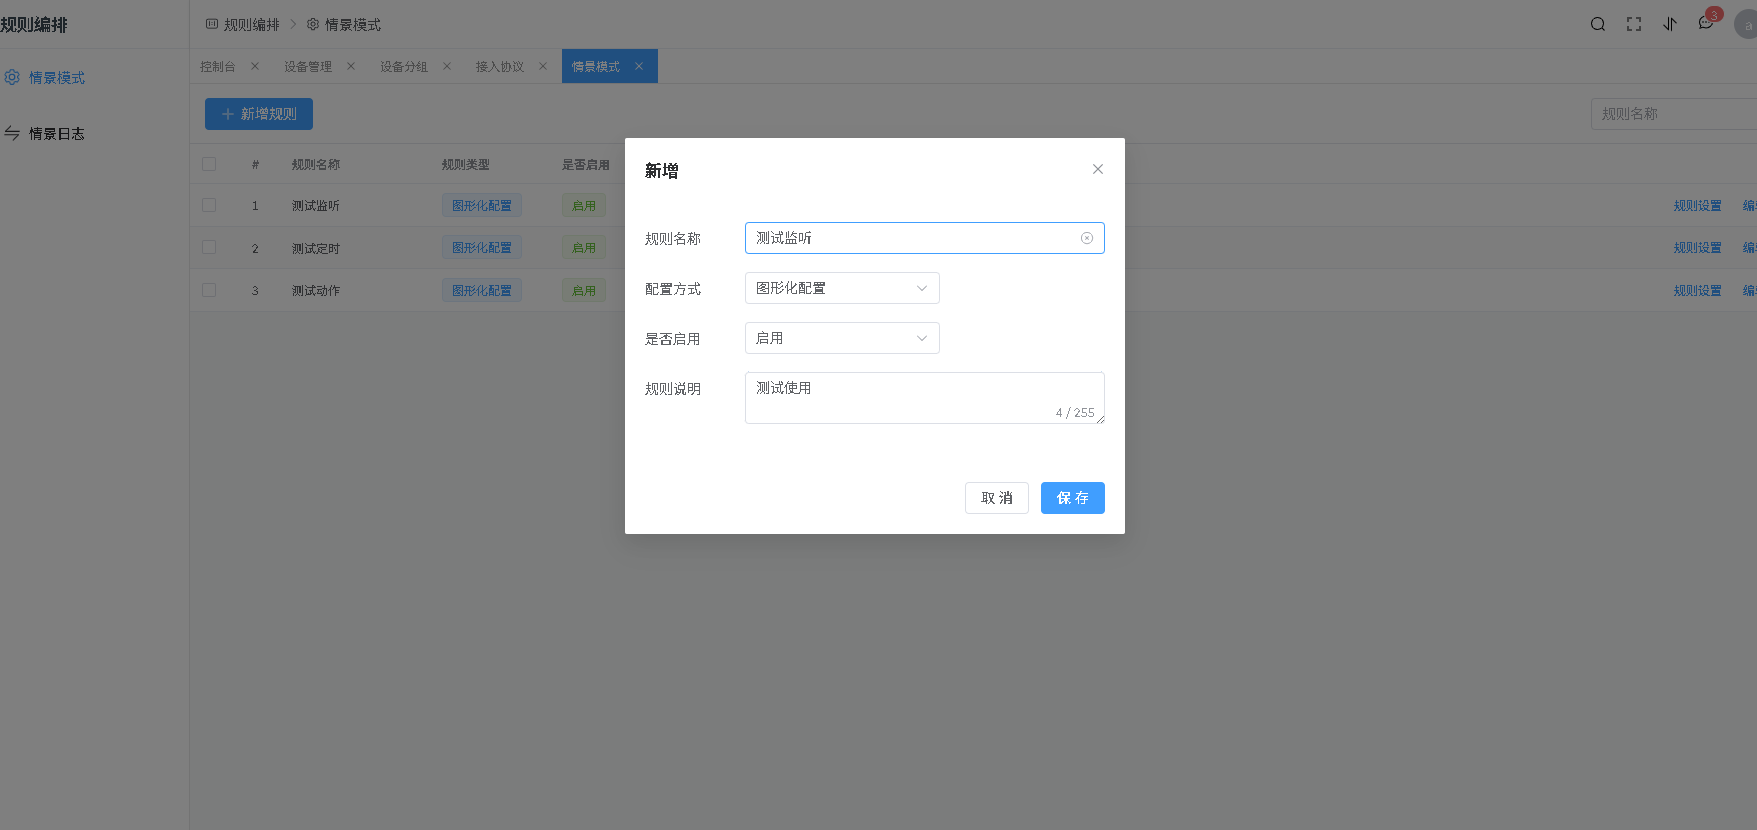 规则编排
规则编排 情景模式
3
a
控制台 设备管理 设备分组 接入协议 情景模式
情景模式
情景日志
新增规则
规则名称
# 规则名称 规则类型 是否启用
1 测试监听 图形化配置 启用 规则设置
2 测试定时 图形化配置 启用 规则设置
3 测试动作 图形化配置 启用 规则设置
新增
规则名称 测试监听
配置方式 图形化配置
是否启用 启用
规则说明 测试使用
4 / 255
取 消 保 存